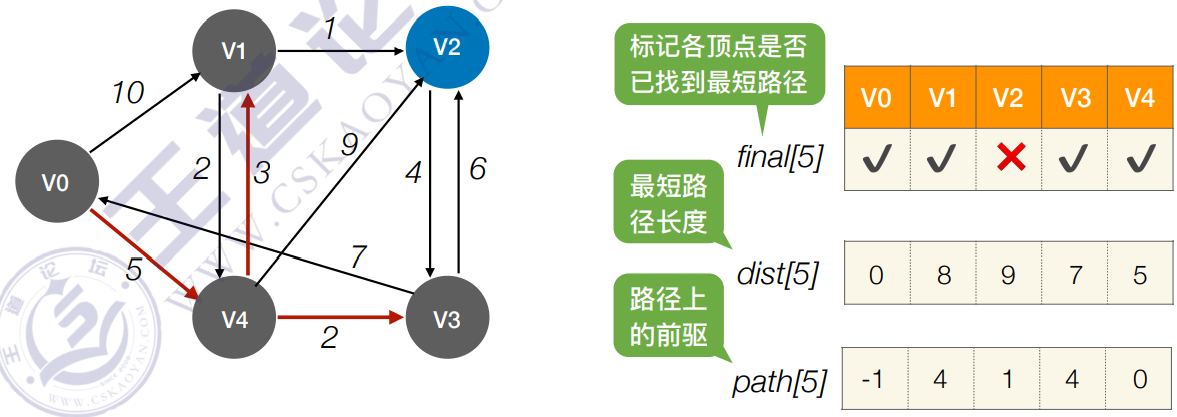 V1
1
V2
10
2
3
9
4
6
V0
5
7
V4
2
V3
标记各顶点是否
已找到最短路径
V0 V1 V2 V3 V4
final[5] ✓ ✓ ✕ ✓ ✓
最短路
径长度
dist[5] 0 8 9 7 5
路径上
的前驱
path[5] -1 4 1 4 0
王道论坛
WWW.CSKAOYAN.COM